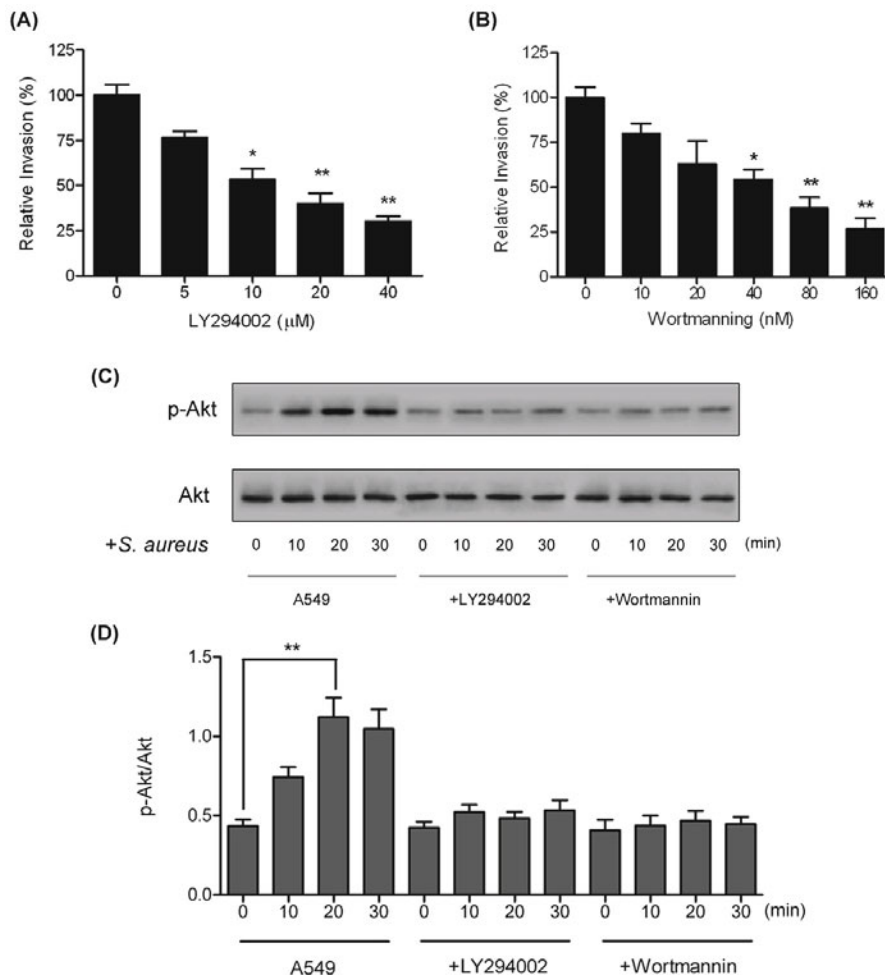 (A)
125
100
75
50
25
0
Relative Invasion (%)
*
**
**
0 5 10 20 40
LY294002 (μM)
(B)
125
100
75
50
25
0
Relative Invasion (%)
*
**
**
0 10 20 40 80 160
Wortmanning (nM)
(C)
p-Akt
Akt
+S. aureus 0 10 20 30 0 10 20 30 0 10 20 30 (min)
A549 +LY294002 +Wortmannin
(D)
1.5
1.0
0.5
0.0
p-Akt/Akt
**
0 10 20 30 0 10 20 30 0 10 20 30 (min)
A549 +LY294002 +Wortmannin